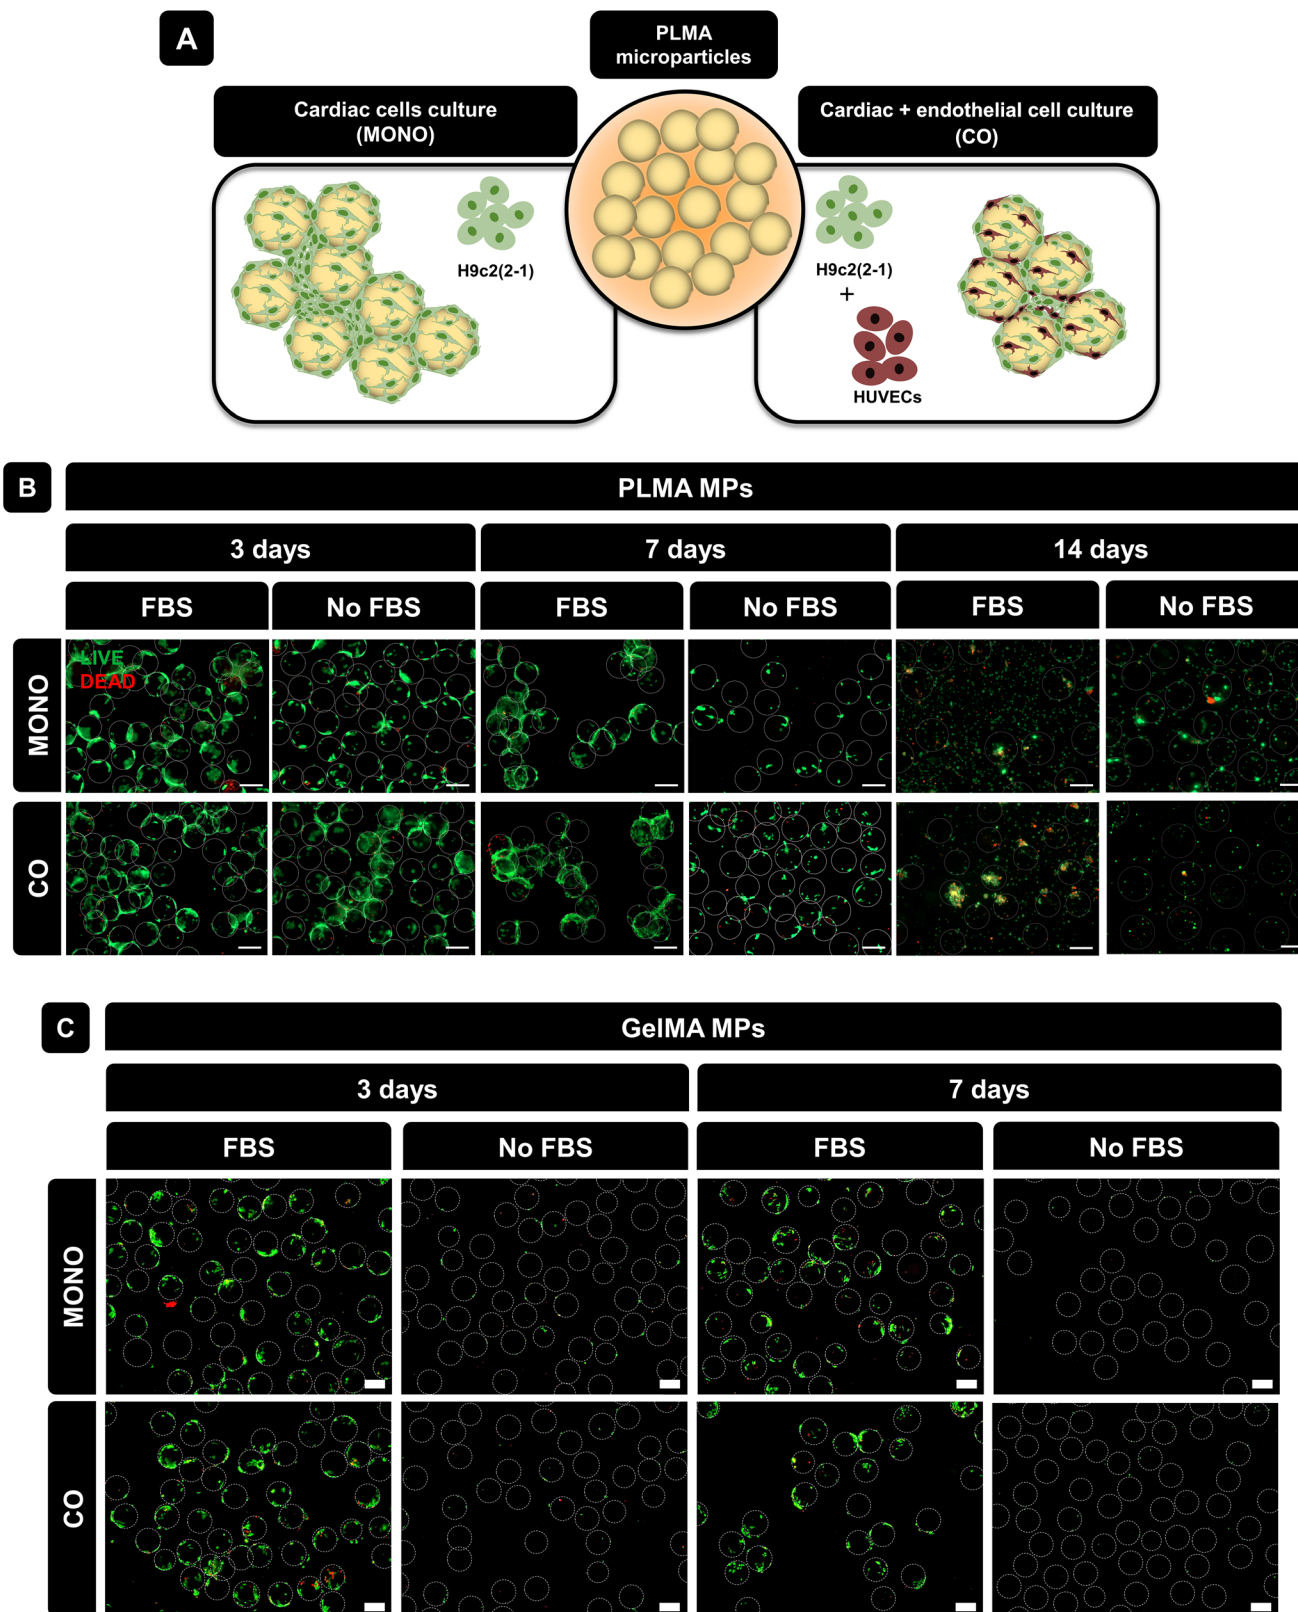 A
PLMA
microparticles
Cardiac cells culture
(MONO)
Cardiac + endothelial cell culture
(CO)
H9c2(2-1)
H9c2(2-1)
+
HUVECs
B
PLMA MPs
3 days
7 days
14 days
FBS
No FBS
FBS
No FBS
FBS
No FBS
MONO
LIVE
DEAD
CO
C
GelMA MPs
3 days
7 days
FBS
No FBS
FBS
No FBS
MONO
CO